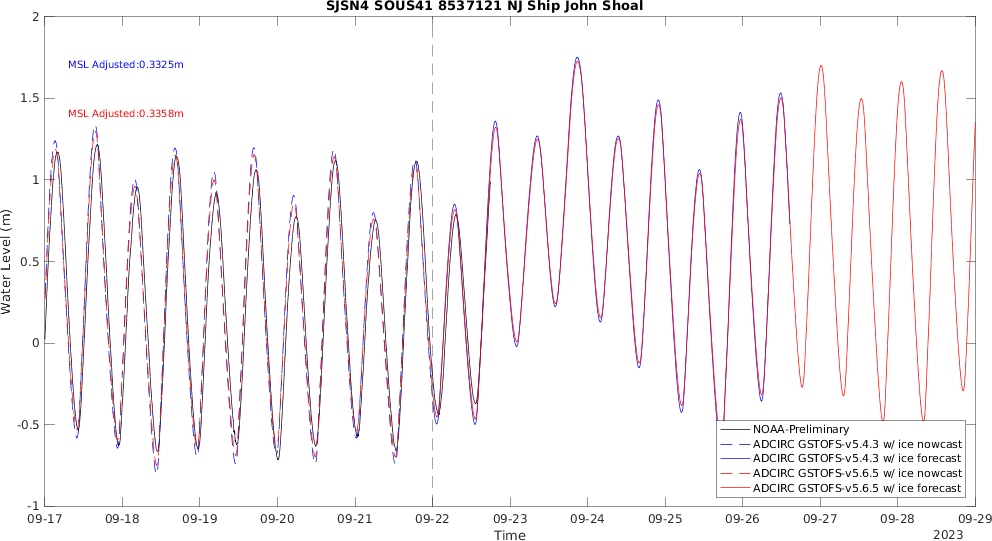 SJSN4 SOUS41 8537121 NJ Ship John Shoal
2
1.5
1
0.5
0
-0.5
-1
Water Level (m)
MSL Adjusted:0.3325m
MSL Adjusted:0.3358m
NOAA-Preliminary
ADCIRC GSTOFS-v5.4.3 w/ ice nowcast
ADCIRC GSTOFS-v5.4.3 w/ ice forecast
ADCIRC GSTOFS-v5.6.5 w/ ice nowcast
ADCIRC GSTOFS-v5.6.5 w/ ice forecast
09-17 09-18 09-19 09-20 09-21 09-22 09-23 09-24 09-25 09-26 09-27 09-28 09-29
Time
2023